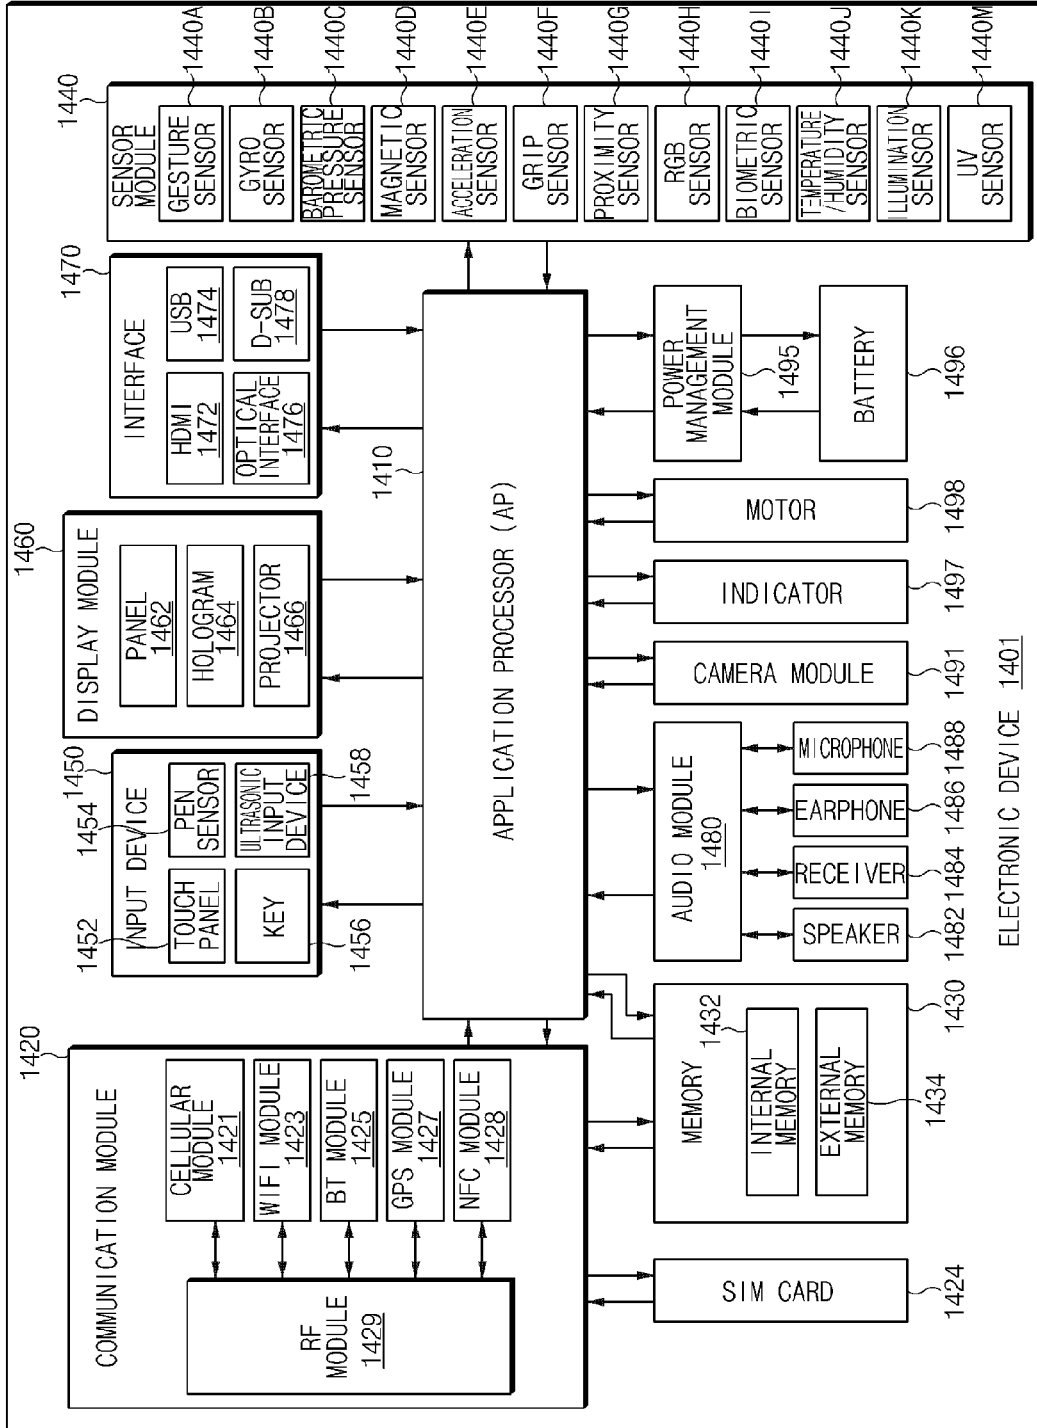 COMMUNICATION MODULE
1420
RF
MODULE
1429
CELLULAR
MODULE
1421
WIFI MODULE
1423
BT MODULE
1425
GPS MODULE
1427
NFC MODULE
1428
INPUT DEVICE
1450
1452
TOUCH
PANEL
1454
PEN
SENSOR
KEY
1456
ULTRASONIC
INPUT
DEVICE
1458
DISPLAY MODULE
1460
PANEL
1462
HOLOGRAM
1464
PROJECTOR
1466
INTERFACE
1470
HDMI
1472
USB
1474
OPTICAL
INTERFACE
1476
D-SUB
1478
SENSOR
MODULE
1440
GESTURE
SENSOR
1440A
GYRO
SENSOR
1440B
BAROMETRIC
PRESSURE
SENSOR
1440C
MAGNETIC
SENSOR
1440D
ACCELERATION
SENSOR
1440E
GRIP
SENSOR
1440F
PROXIMITY
SENSOR
1440G
RGB
SENSOR
1440H
BIOMETRIC
SENSOR
1440I
TEMPERATURE
/HUMIDITY
SENSOR
1440J
ILLUMINATION
SENSOR
1440K
UV
SENSOR
1440M
APPLICATION PROCESSOR (AP)
1410
SIM CARD
1424
MEMORY
1430
1432
INTERNAL
MEMORY
EXTERNAL
MEMORY
1434
AUDIO MODULE
1480
SPEAKER
1482
RECEIVER
1484
EARPHONE
1486
MICROPHONE
1488
CAMERA MODULE
1491
INDICATOR
1497
MOTOR
1498
POWER
MANAGEMENT
MODULE
1495
BATTERY
1496
ELECTRONIC DEVICE 1401